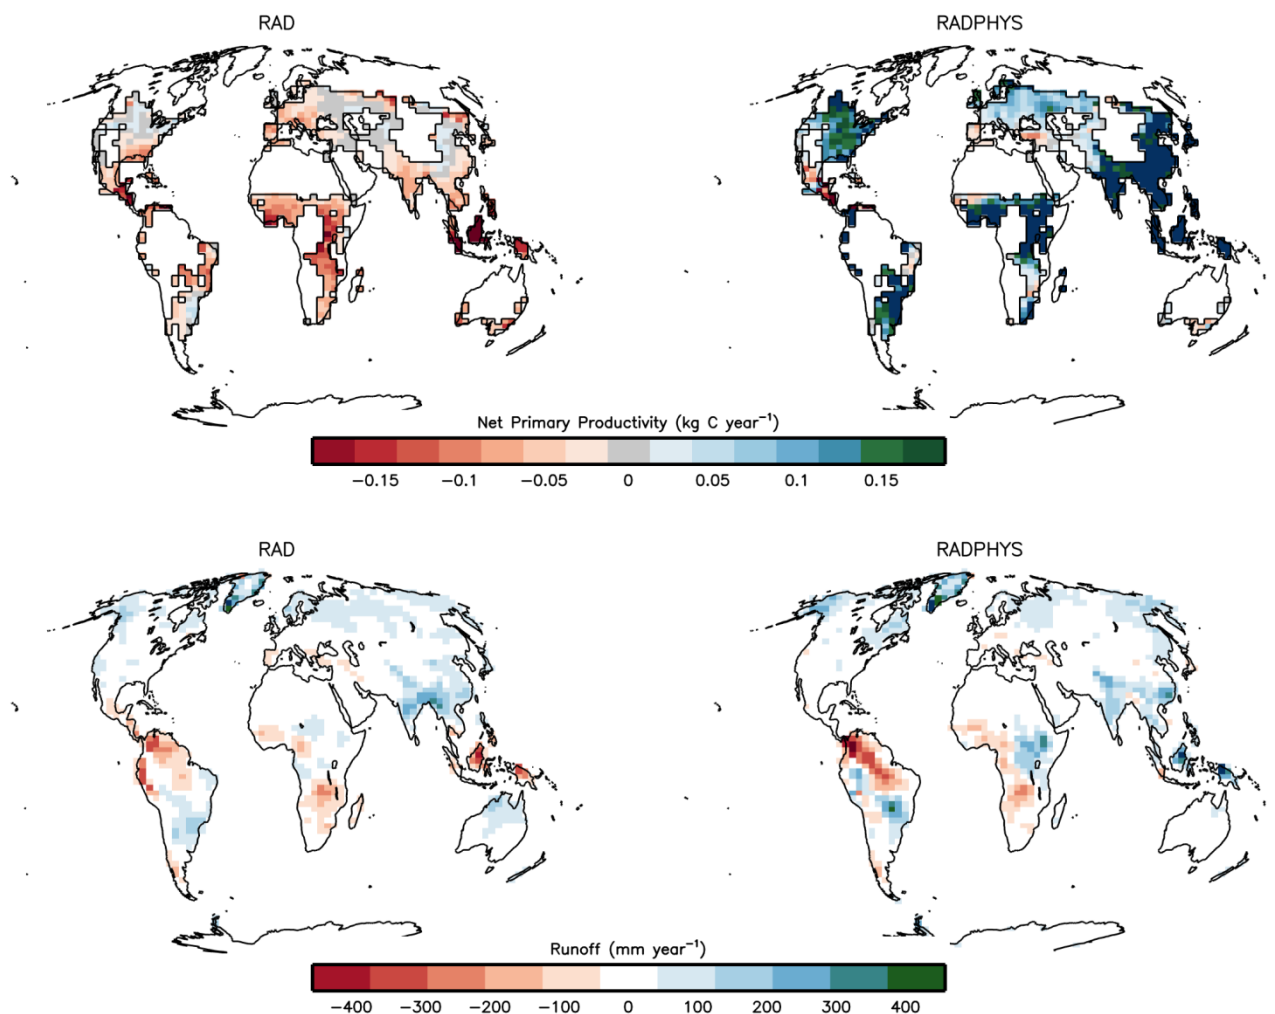 RAD RADPHYS
Net Primary Productivity (kg C year⁻¹)
−0.15 −0.1 −0.05 0 0.05 0.1 0.15
RAD RADPHYS
Runoff (mm year⁻¹)
−400 −300 −200 −100 0 100 200 300 400